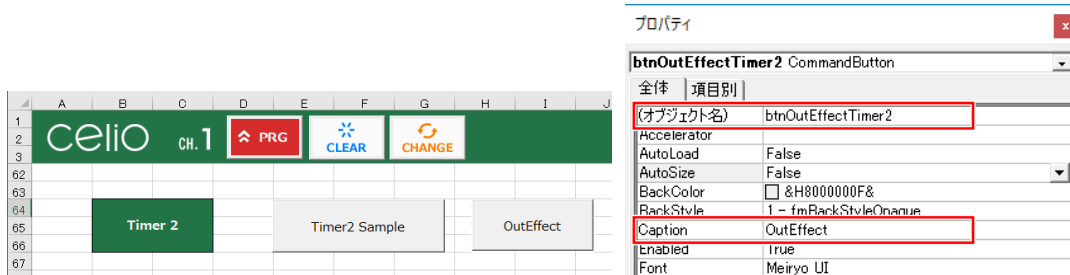 A B C D E F G H I J
1
2
3
celio CH.1 PRG CLEAR CHANGE
62
63
64
65
66
67
Timer 2 Timer2 Sample OutEffect
プロパティ x
btnOutEffectTimer2 CommandButton
全体 項目別
(オブジェクト名) btnOutEffectTimer2
Accelerator
AutoLoad False
AutoSize False
BackColor &H8000000F&
BackStyle 1 - fmBackStyleOpaque
Caption OutEffect
Enabled True
Font Meiryo UI